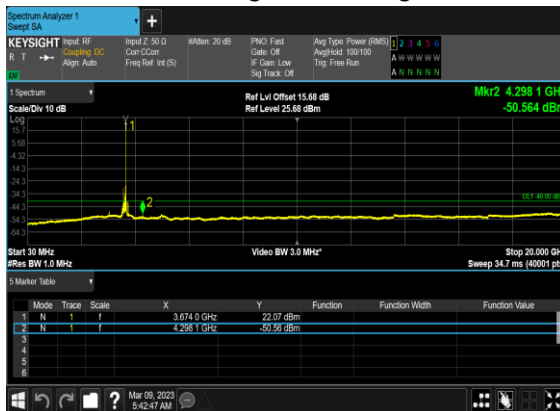 Spectrum Analyzer 1
Swept SA
KEYSIGHT Input: RF Input Z: 50 Ω #Atten: 20 dB PNO: Fast Avg Type: Power (RMS) 1 2 3 4 5 6
R T Coupling: DC Corr CCorr Gate: Off Avg|Hold: 100/100 A W W W W W
Align: Auto Freq Ref: Int (S) IF Gain: Low Trig: Free Run
Sig Track: Off A N N N N N
1 Spectrum Ref Lvl Offset 15.68 dB Mkr2 4.298 1 GH
Scale/Div 10 dB Ref Level 25.68 dBm -50.564 dB
Log
15.7
5.68
-4.32
-14.3
-24.3
-34.3
-44.3
-54.3
-64.3
1
2
Start 30 MHz Video BW 3.0 MHz* Stop 20.000 GH
#Res BW 1.0 MHz Sweep 34.7 ms (40001 pt
5 Marker Table
Mode Trace Scale X Y Function Function Width Function Value
1 N 1 f 3.674 0 GHz 22.07 dBm
2 N 1 f 4.298 1 GHz -50.56 dBm
3
4
5
6
? Mar 09, 2023
5:42:47 AM